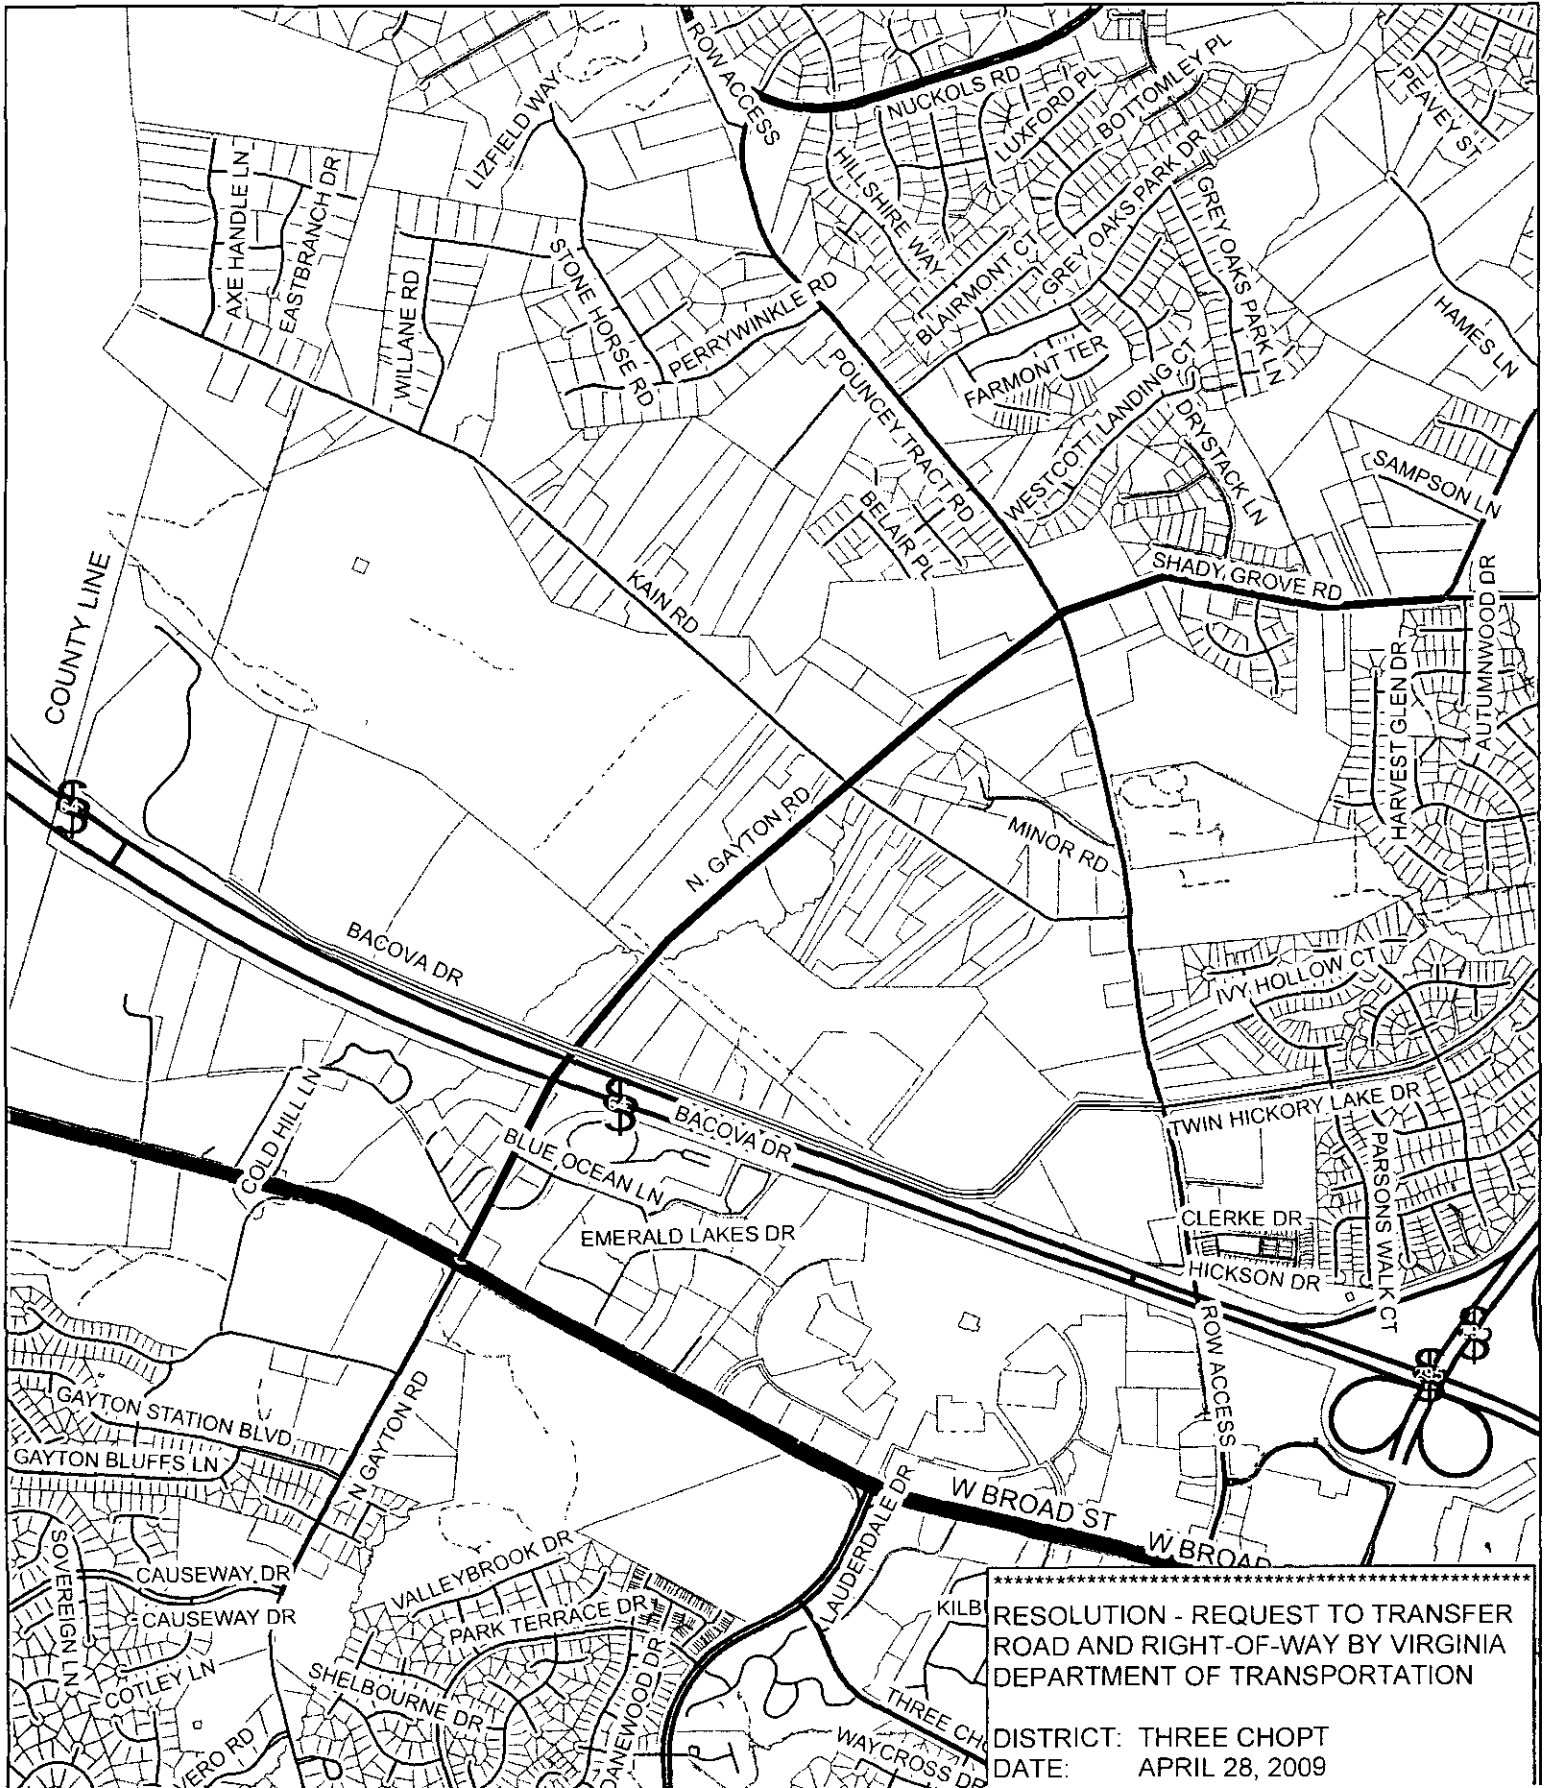 ROW ACCESS
NUCKOLS RD
LUXFORD PL
BOTTOMLEY PL
PEAVEY ST
LIZFIELD WAY
AXE HANDLE LN
EASTBRANCH DR
HILLSHIRE WAY
GREY OAKS PARK DR
GREY OAKS PARK LN
HAMES LN
WILLANE RD
STONE HORSE RD
PERRYWINKLE RD
BLAIRMONT CT
FARMONT TER
POUNCEY TRACT RD
WESTCOTT LANDING CT
DRYSTACK LN
SAMPSON LN
BELAIR PL
SHADY GROVE RD
AUTUMNWOOD DR
COUNTY LINE
KAIN RD
HARVEST GLEN DR
64
N. GAYTON RD
MINOR RD
BACOVA DR
IVY HOLLOW CT
COLD HILL LN
64
BACOVA DR
TWIN HICKORY LAKE DR
BLUE OCEAN LN
PARSONS WALK CT
EMERALD LAKES DR
CLERKE DR
HICKSON DR
ROW ACCESS
295
GAYTON STATION BLVD
GAYTON BLUFFS LN
N GAYTON RD
LAUDERDALE DR
W BROAD ST
W BROAD
SOVEREIGN LN
CAUSEWAY DR
CAUSEWAY DR
VALLEYBROOK DR
PARK TERRACE DR
KILB
COTLEY LN
SHELBOURNE DR
DANEWOOD DR
THREE CHO
WAYCROSS DR
VERO RD
****************************************************
RESOLUTION - REQUEST TO TRANSFER
ROAD AND RIGHT-OF-WAY BY VIRGINIA
DEPARTMENT OF TRANSPORTATION
DISTRICT: THREE CHOPT
DATE: APRIL 28, 2009